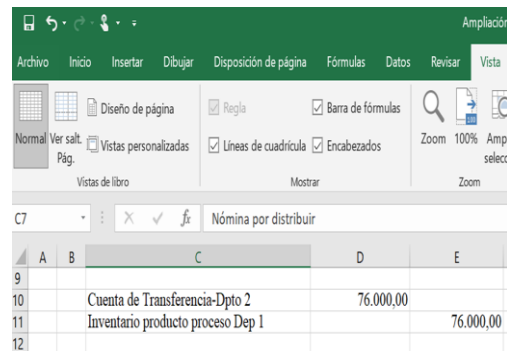 Ampliación
Archivo Inicio Insertar Dibujar Disposición de página Fórmulas Datos Revisar Vista
Normal Ver salt. Pág. Diseño de página Vistas personalizadas
Regla Barra de fórmulas
Líneas de cuadrícula Encabezados
Zoom 100% Amp selecc
Vistas de libro Mostrar Zoom
C7 fx Nómina por distribuir
A B C D E
9
10 Cuenta de Transferencia-Dpto 2 76.000,00
11 Inventario producto proceso Dep 1 76.000,00
12